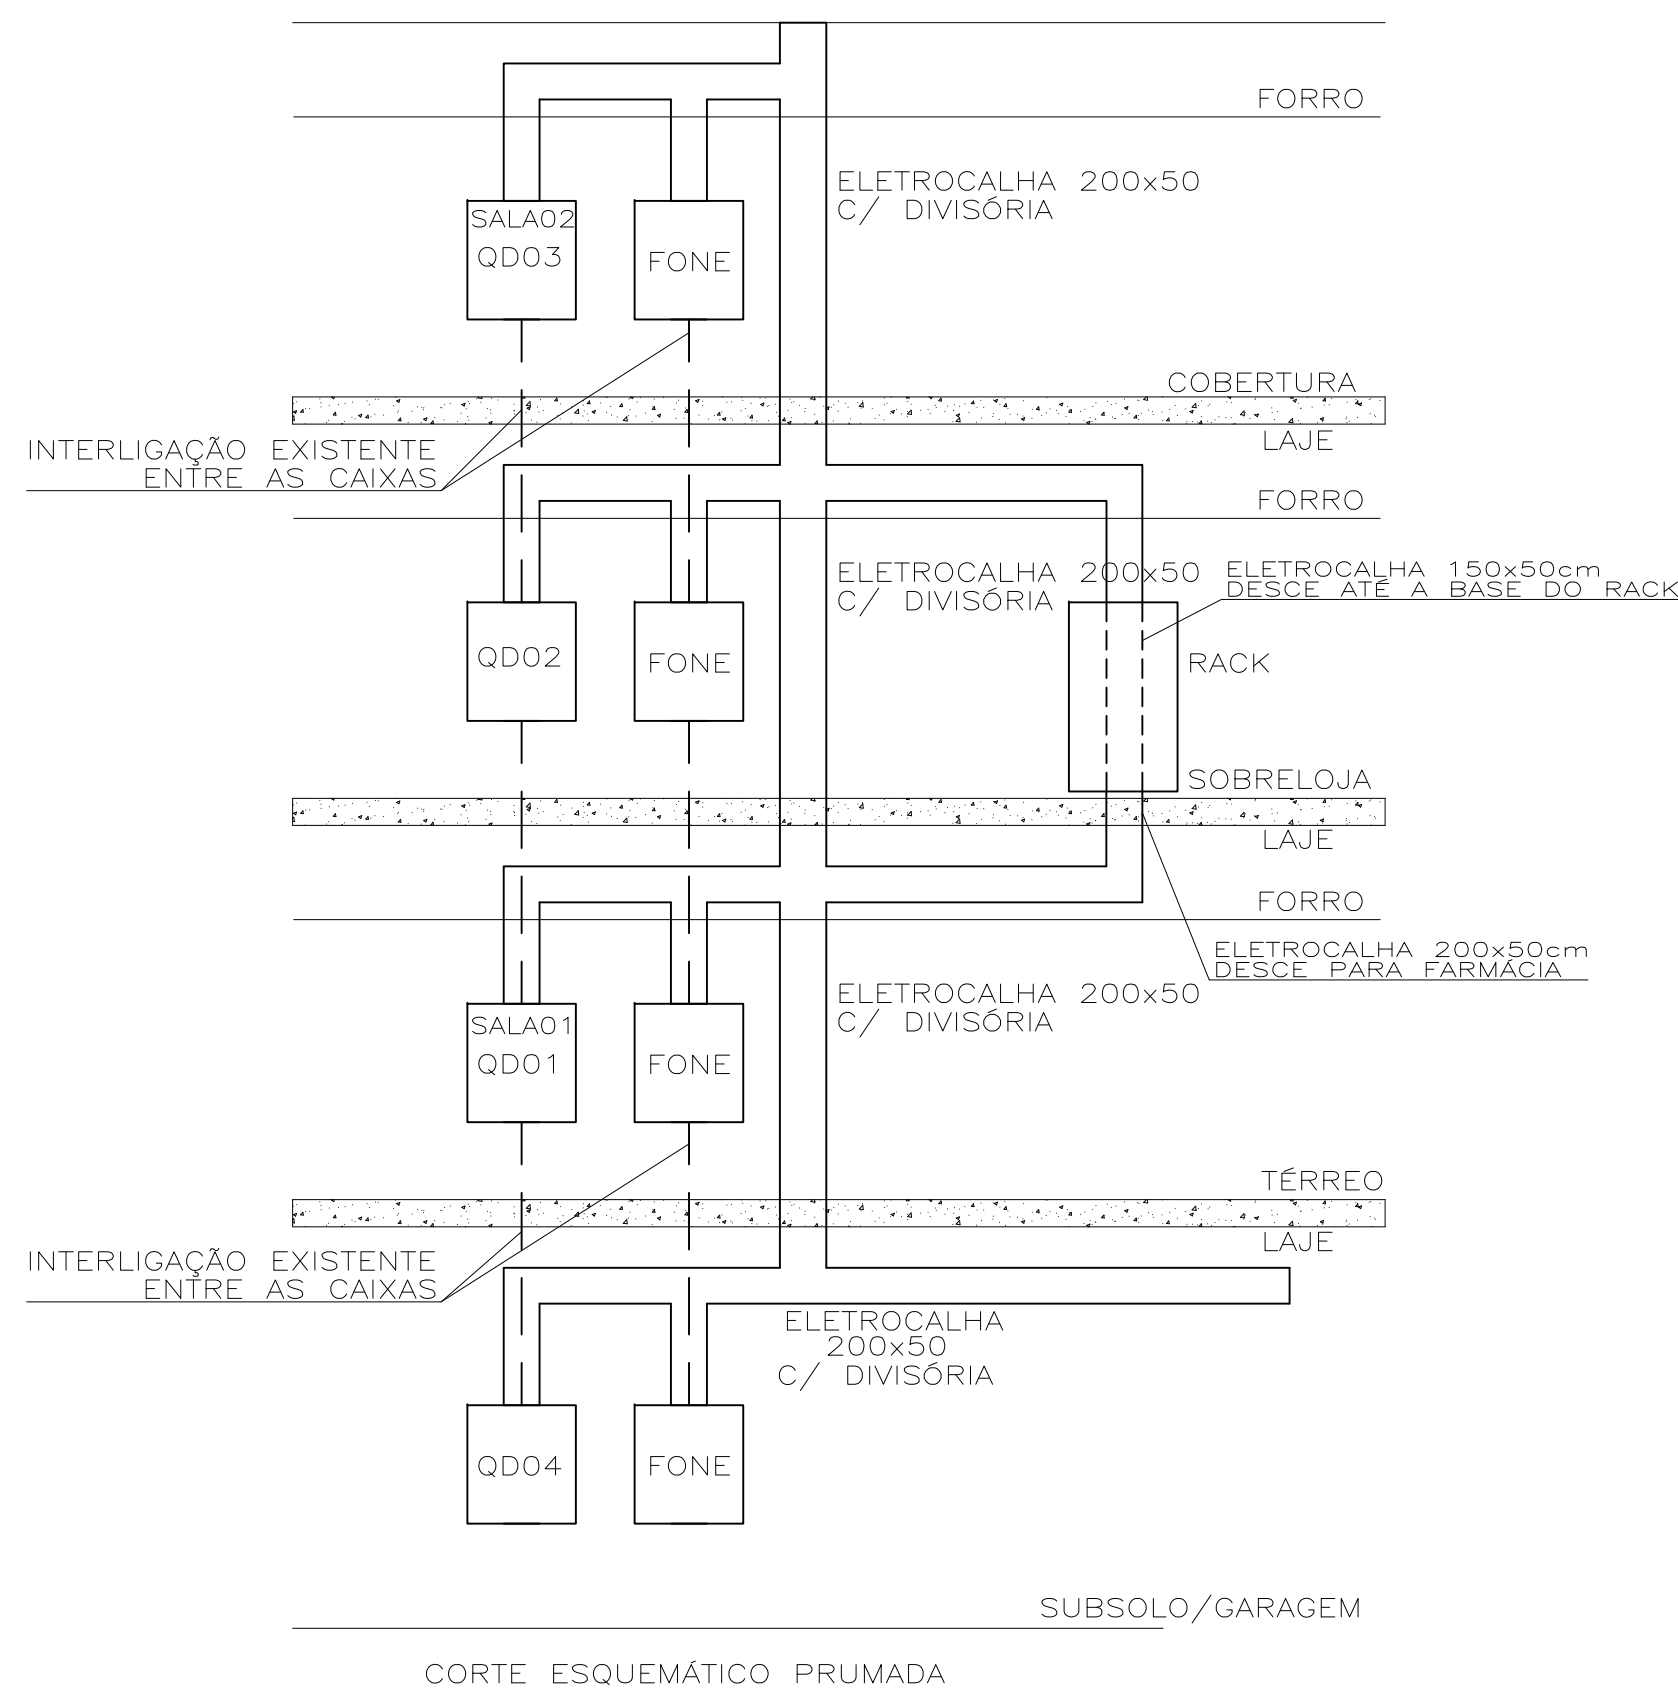 FORRO
ELETROCALHA 200x50
C/ DIVISÓRIA
SALA02
QD03
FONE
COBERTURA
LAJE
INTERLIGAÇÃO EXISTENTE
ENTRE AS CAIXAS
FORRO
ELETROCALHA 200x50
C/ DIVISÓRIA
ELETROCALHA 150x50cm
DESCE ATÉ A BASE DO RACK
QD02
FONE
RACK
SOBRELOJA
LAJE
FORRO
ELETROCALHA 200x50cm
DESCE PARA FARMÁCIA
ELETROCALHA 200x50
C/ DIVISÓRIA
SALA01
QD01
FONE
TÉRREO
LAJE
INTERLIGAÇÃO EXISTENTE
ENTRE AS CAIXAS
ELETROCALHA
200x50
C/ DIVISÓRIA
QD04
FONE
SUBSOLO/GARAGEM
CORTE ESQUEMÁTICO PRUMADA